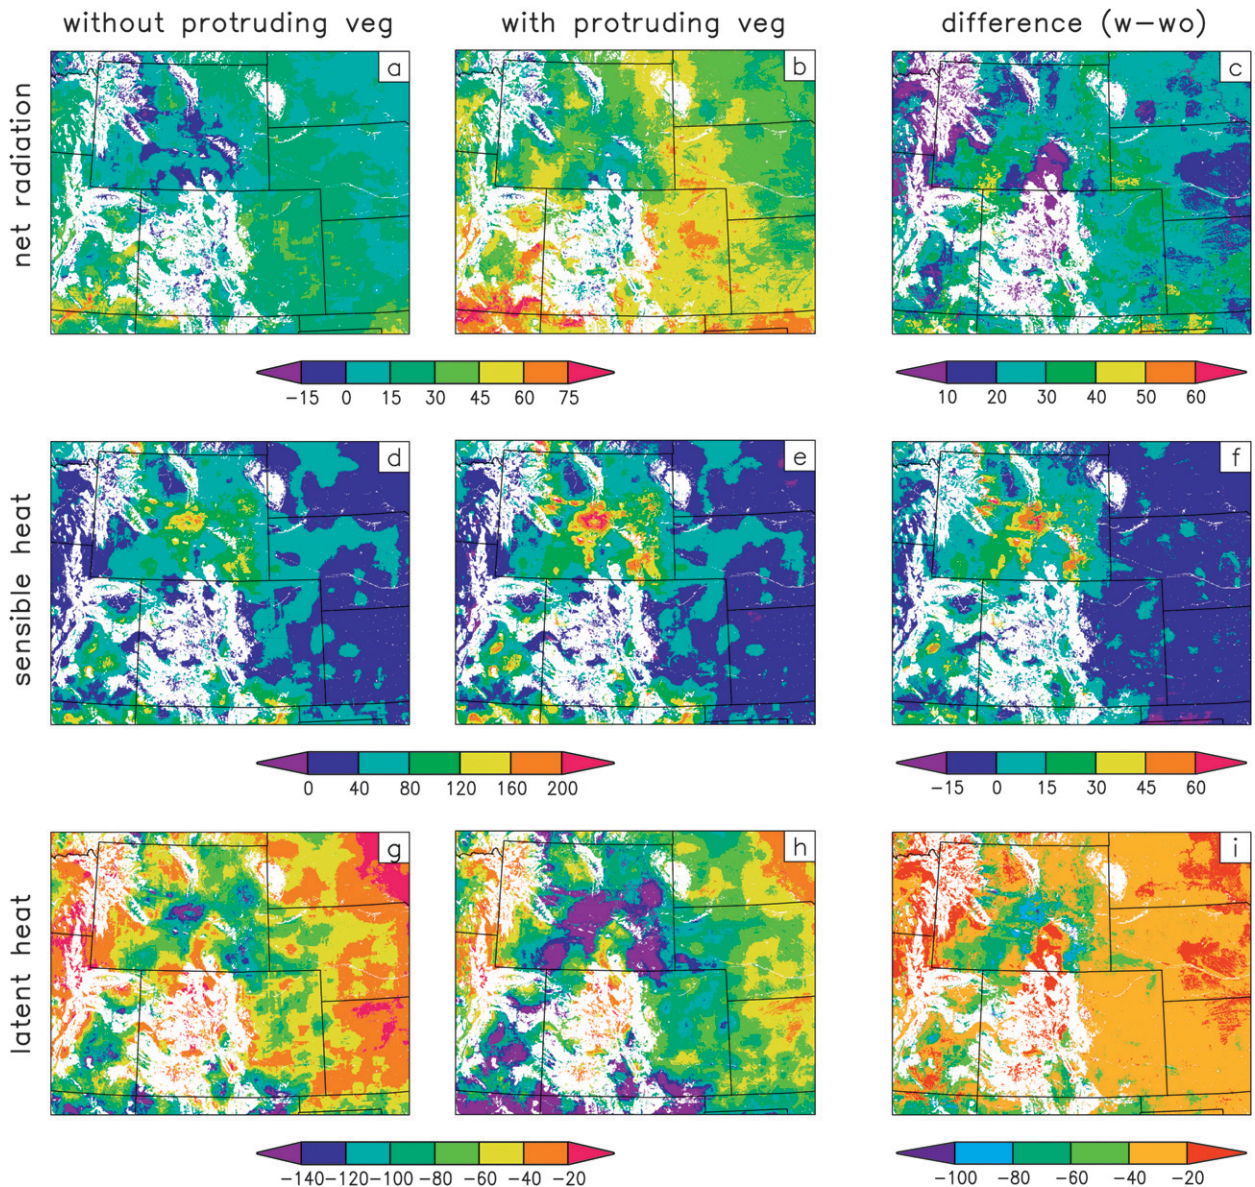 without protruding veg
with protruding veg
difference (w-wo)
net radiation
a
b
c
-15 0 15 30 45 60 75
10 20 30 40 50 60
sensible heat
d
e
f
0 40 80 120 160 200
-15 0 15 30 45 60
latent heat
g
h
i
-140 -120 -100 -80 -60 -40 -20
-100 -80 -60 -40 -20